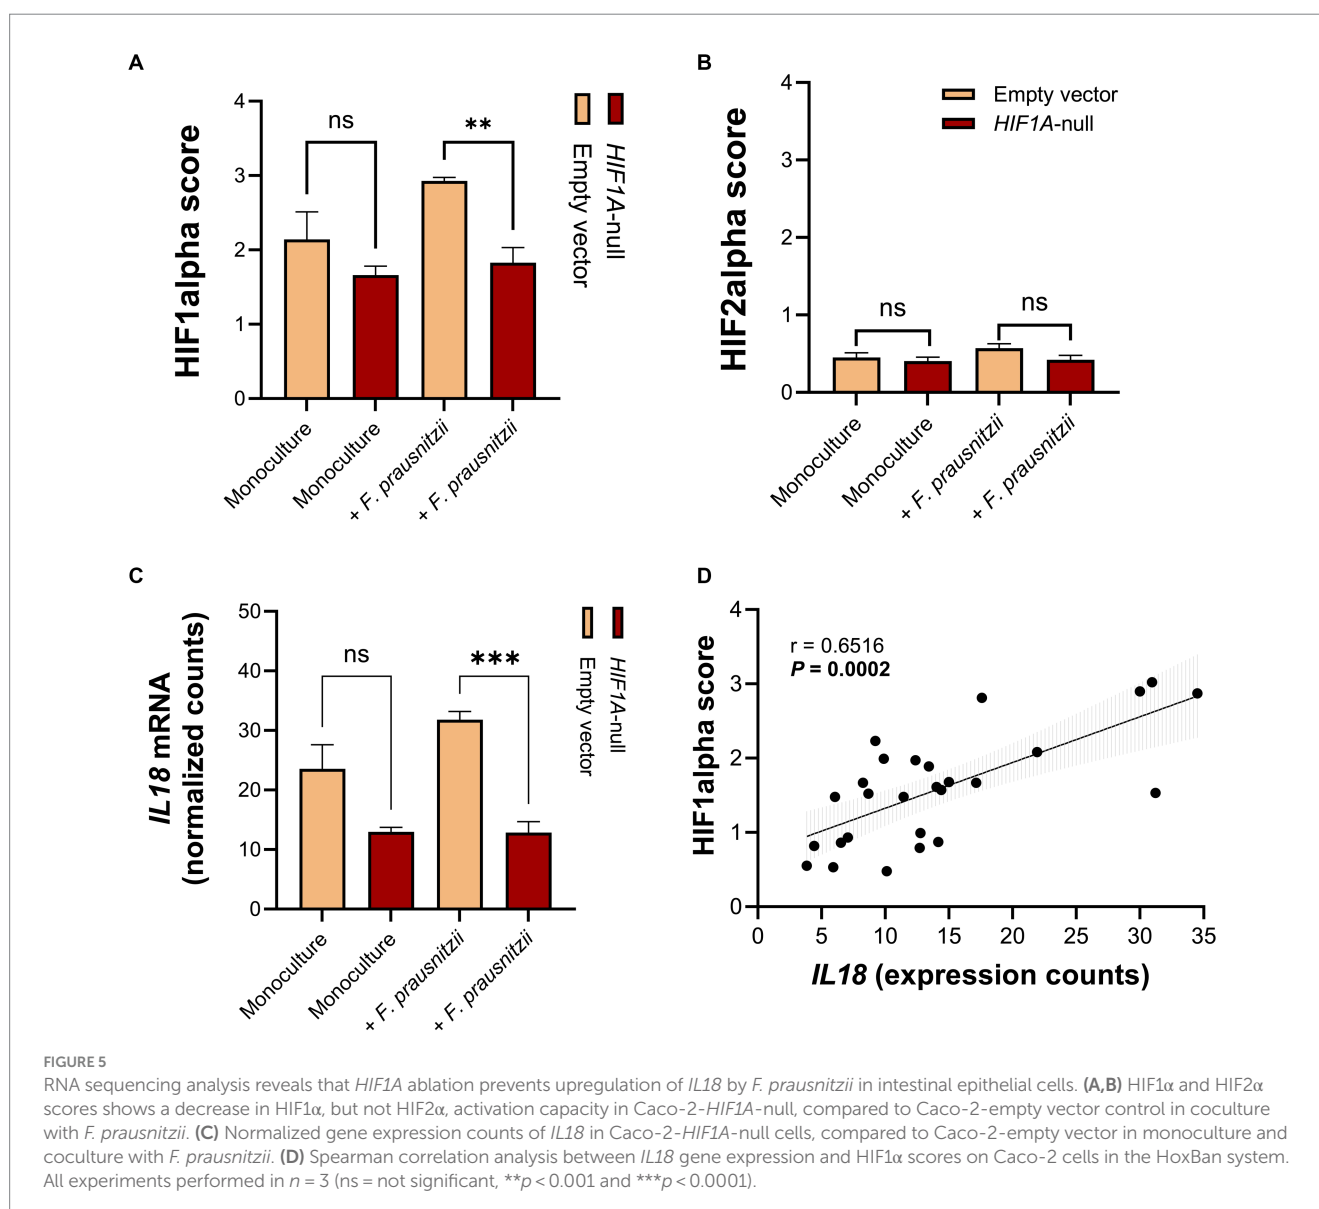 A
HIF1alpha score
4
3
2
1
0
ns
**
Monoculture
Monoculture
+ F. prausnitzii
+ F. prausnitzii
HIF1A-null
Empty vector
B
HIF2alpha score
4
3
2
1
0
Empty vector
HIF1A-null
ns
ns
Monoculture
Monoculture
+ F. prausnitzii
+ F. prausnitzii
C
IL18 mRNA
(normalized counts)
50
40
30
20
10
0
ns
***
Monoculture
Monoculture
+ F. prausnitzii
+ F. prausnitzii
HIF1A-null
Empty vector
D
HIF1alpha score
4
3
2
1
0
r = 0.6516
P = 0.0002
0 5 10 15 20 25 30 35
IL18 (expression counts)
FIGURE 5
RNA sequencing analysis reveals that HIF1A ablation prevents upregulation of IL18 by F. prausnitzii in intestinal epithelial cells. (A,B) HIF1α and HIF2α
scores shows a decrease in HIF1α, but not HIF2α, activation capacity in Caco-2-HIF1A-null, compared to Caco-2-empty vector control in coculture
with F. prausnitzii. (C) Normalized gene expression counts of IL18 in Caco-2-HIF1A-null cells, compared to Caco-2-empty vector in monoculture and
coculture with F. prausnitzii. (D) Spearman correlation analysis between IL18 gene expression and HIF1α scores on Caco-2 cells in the HoxBan system.
All experiments performed in n = 3 (ns = not significant, **p < 0.001 and ***p < 0.0001).